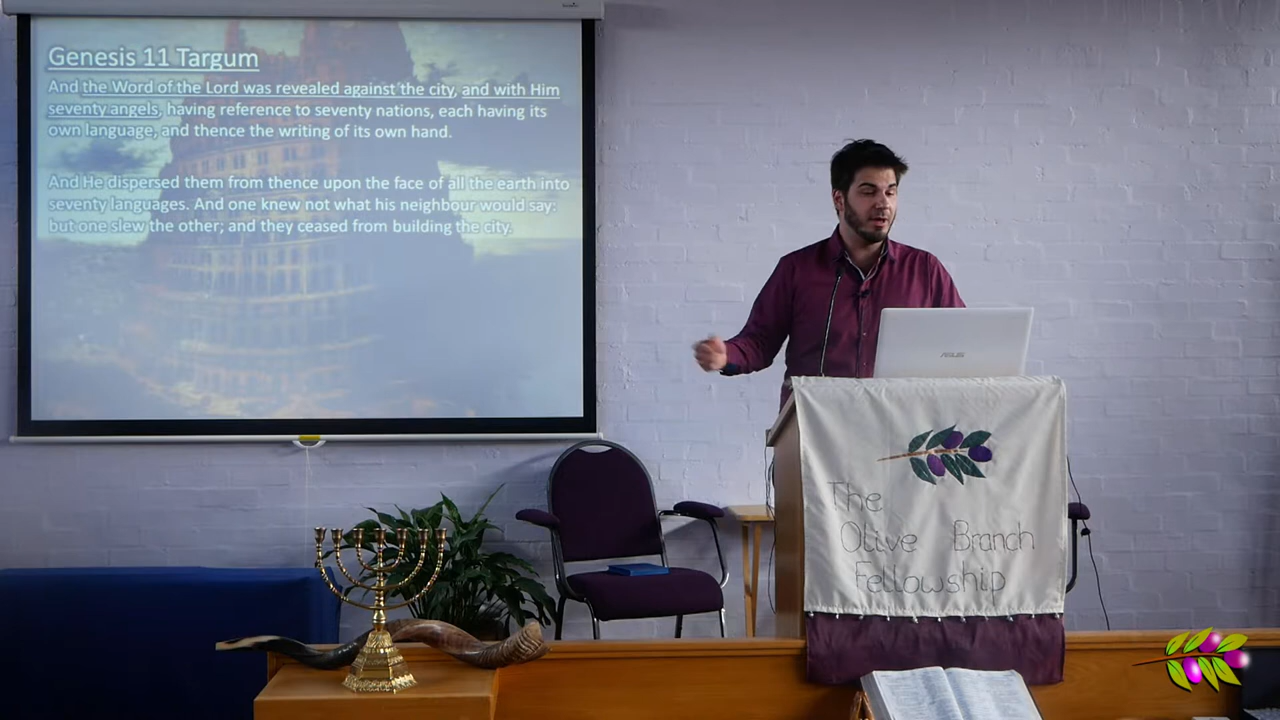 Genesis 11 Targum
And the Word of the Lord was revealed against the city, and with Him
seventy angels, having reference to seventy nations, each having its
own language, and thence the writing of its own hand.
And He dispersed them from thence upon the face of all the earth into
seventy languages. And one knew not what his neighbour would say:
but one slew the other; and they ceased from building the city.
ASUS
The
Olive Branch
Fellowship